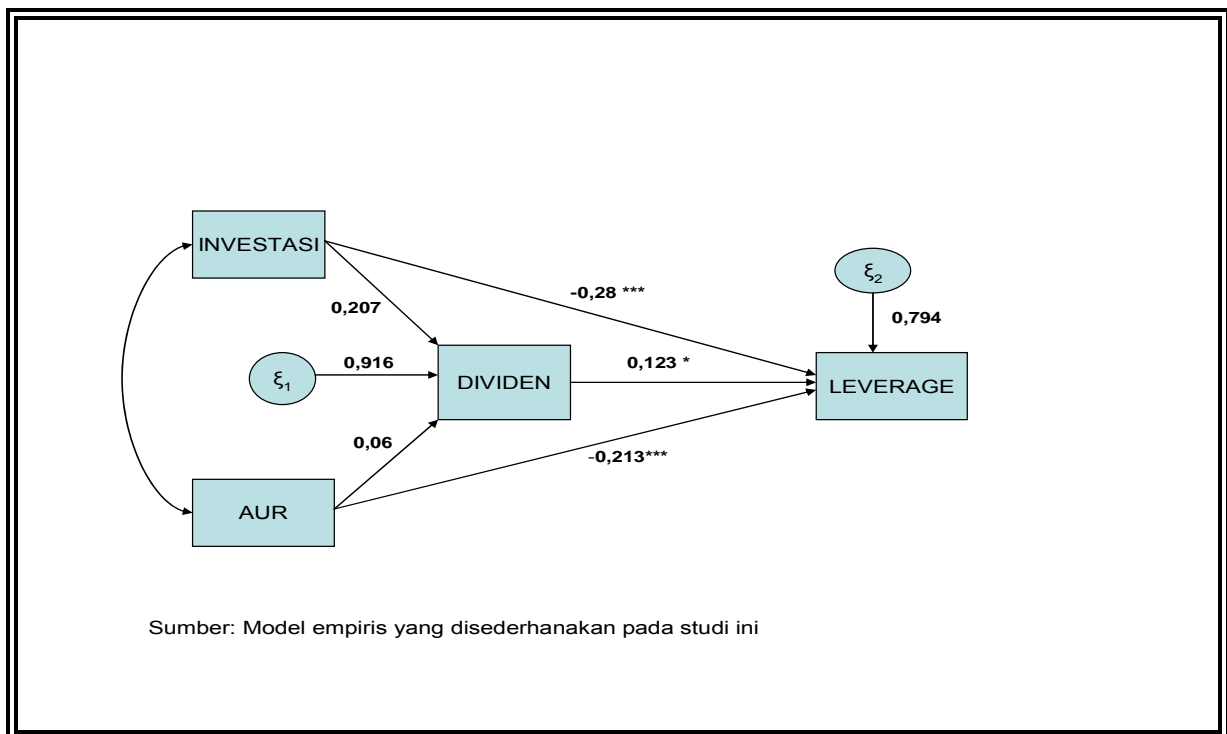 INVESTASI
ξ2
-0,28 ***
0,794
0,207
0,916
0,123 *
ξ1
DIVIDEN
LEVERAGE
0,06
-0,213***
AUR
Sumber: Model empiris yang disederhanakan pada studi ini